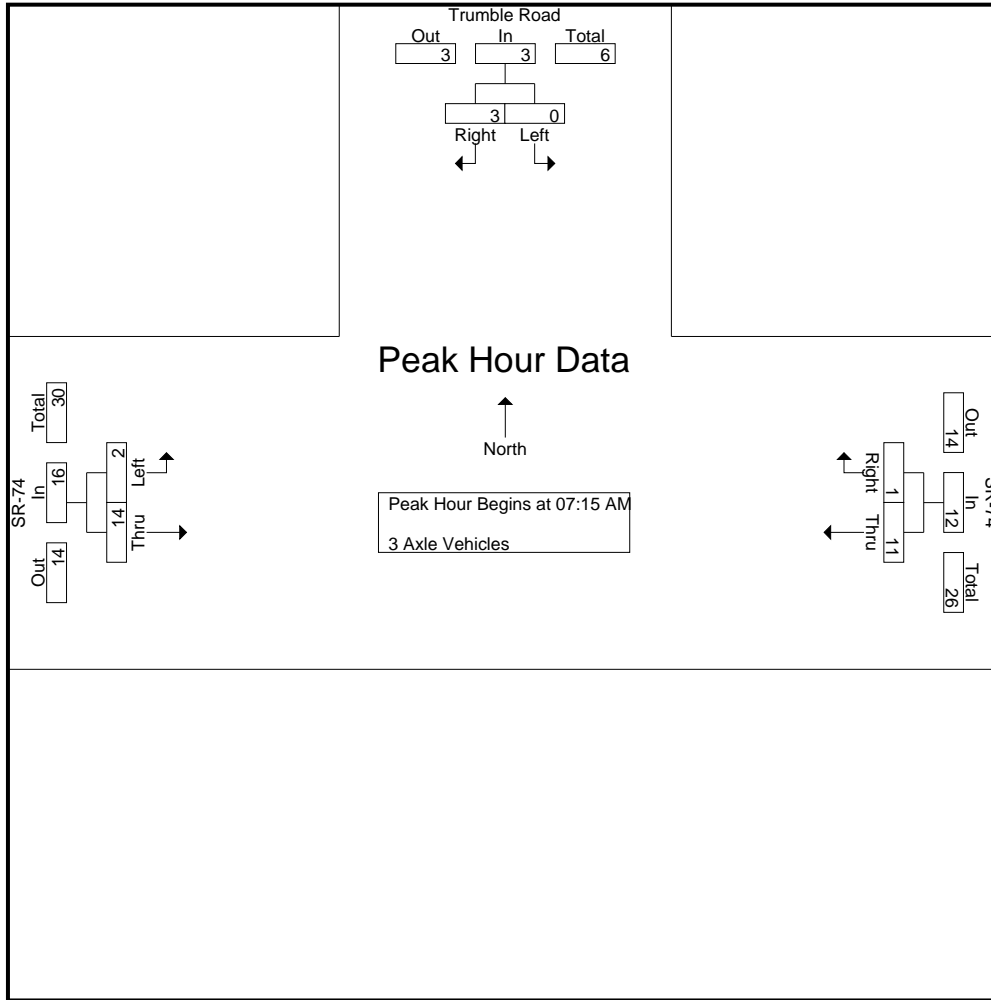 Trumble Road
Out In Total
3 3 6
3 0
Right Left
Peak Hour Data
North
Peak Hour Begins at 07:15 AM
3 Axle Vehicles
SR-74
Total In Out
30 16 14
2 14
Left Thru
Right Thru
1 11
Out In Total
14 12 26
SR-74